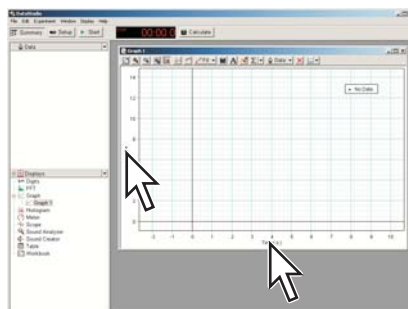 DataStudio
File Edit Experiment Window Display Help
Summary Setup Start 00:00.0 Calculate
Data
Graph 1
Fit Data
No Data
14
12
8
6
4
2
0
-2 -1 0 1 2 3 4 5 6 7 8 9 10
Displays
Digits
FFT
Graph
Graph 1
Histogram
Meter
Scope
Sound Analyzer
Sound Creator
Table
Workbook